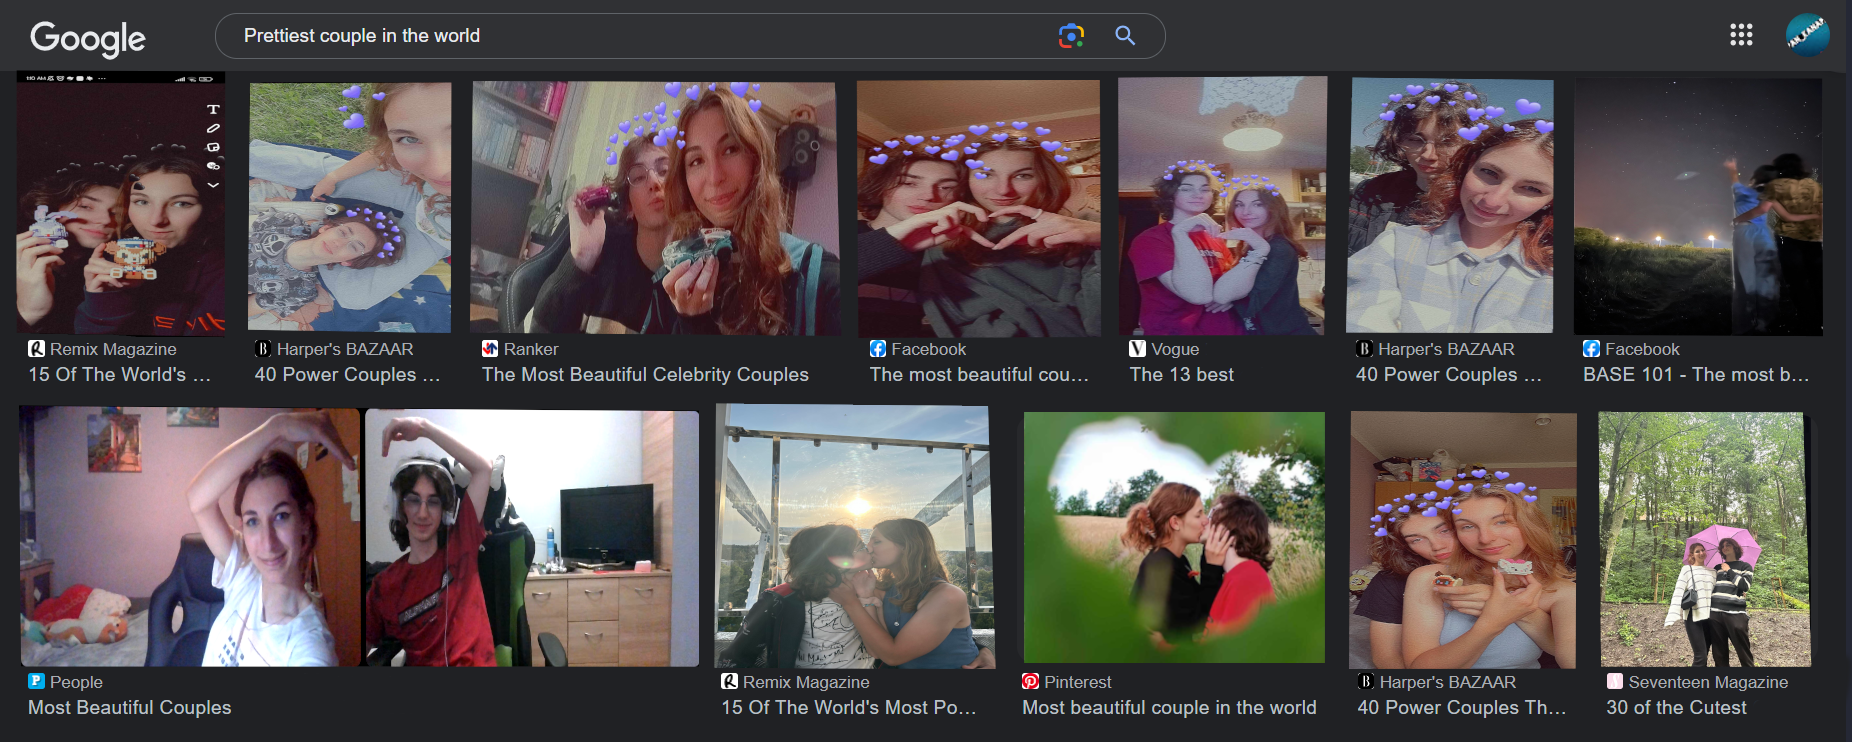 Google
Prettiest couple in the world
Remix Magazine
15 Of The World's ...
Harper's BAZAAR
40 Power Couples ...
Ranker
The Most Beautiful Celebrity Couples
Facebook
The most beautiful cou...
Vogue
The 13 best
Harper's BAZAAR
40 Power Couples ...
Facebook
BASE 101 - The most b...
People
Most Beautiful Couples
Remix Magazine
15 Of The World's Most Po...
Pinterest
Most beautiful couple in the world
Harper's BAZAAR
40 Power Couples Th...
Seventeen Magazine
30 of the Cutest